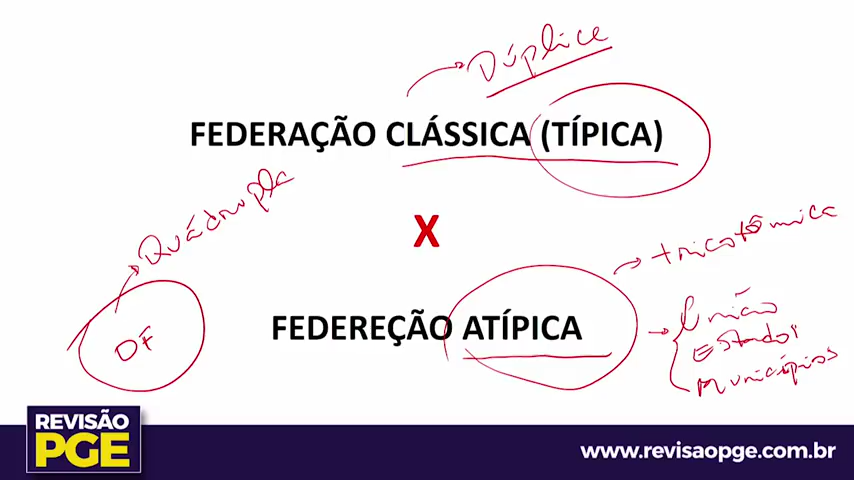 Dúplice
FEDERAÇÃO CLÁSSICA (TÍPICA)
Quádrupla
X
tricotômica
DF
FEDEREÇÃO ATÍPICA
União
Estados
Municípios
REVISÃO
PGE
www.revisaopge.com.br